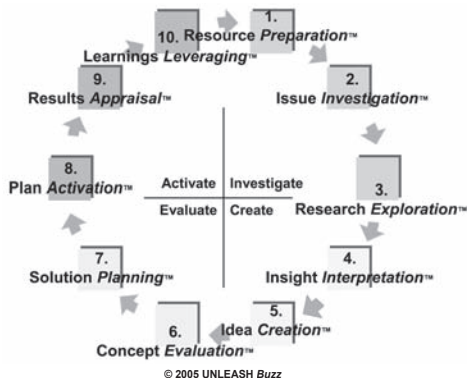 1.
Resource Preparation™
2.
Issue Investigation™
3.
Research Exploration™
4.
Insight Interpretation™
5.
Idea Creation™
6.
Concept Evaluation™
7.
Solution Planning™
8.
Plan Activation™
9.
Results Appraisal™
10.
Learnings Leveraging™
Activate Investigate
Evaluate Create
© 2005 UNLEASH Buzz